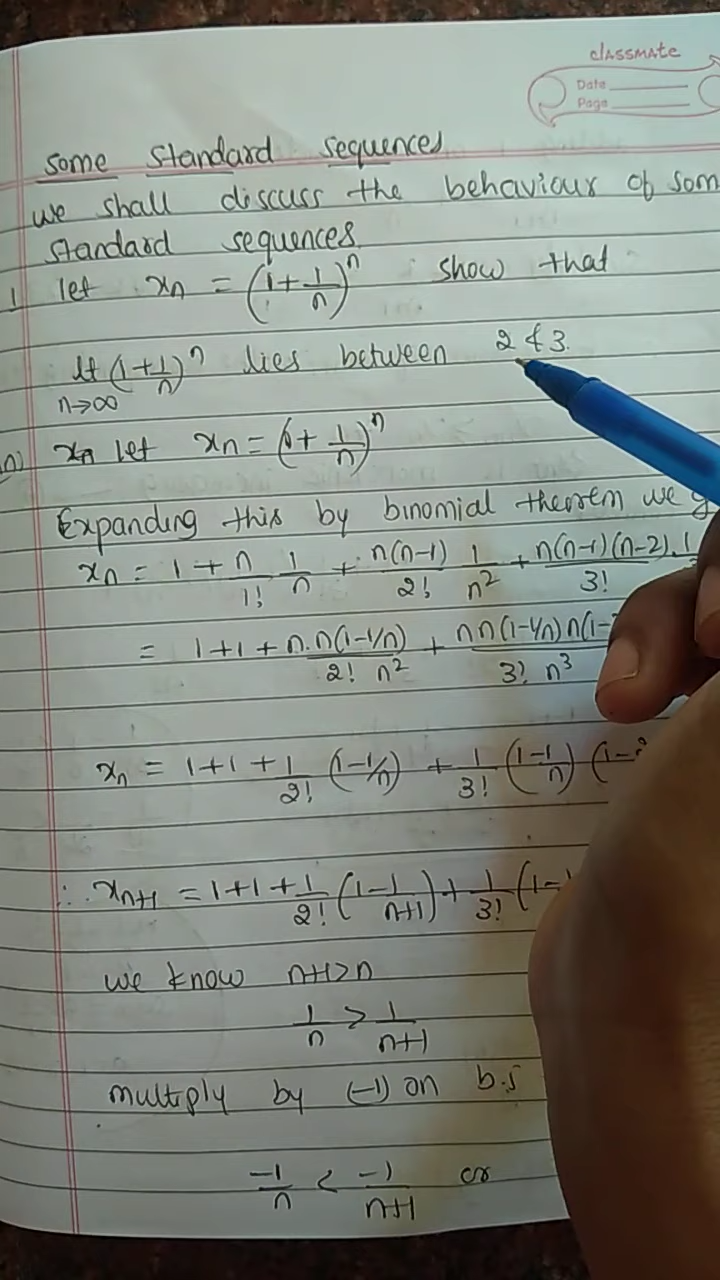 classmate
Date
Page
Some Standard Sequences
we shall discuss the behaviour of som
standard sequences
1 let xₙ = (1+1/n)ⁿ show that
lt n→∞ (1+1/n)ⁿ lies between 2 & 3.
n) let xₙ = (1+1/n)ⁿ
Expanding this by binomial theorem we g
xₙ = 1 + n/1! 1/n + n(n-1)/2! 1/n² + n(n-1)(n-2)/3! . 1
= 1+1+ n.n(1-1/n)/2! n² + n n(1-1/n) n(1-/3! n³
xₙ = 1+1+1/2! (1-1/n) + 1/3! (1-1/n) (1-
∴ xₙ₊₁ = 1+1+1/2! (1-1/n+1) + 1/3! (1-
we know n+1>n
1/n > 1/n+1
multiply by (-1) on b.s
-1/n < -1/n+1 or